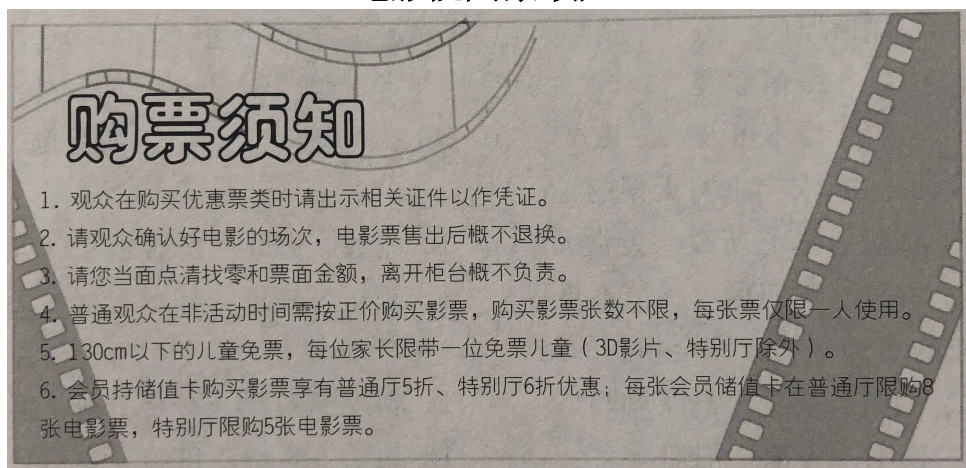 购票须知
1. 观众在购买优惠票类时请出示相关证件以作凭证。
2. 请观众确认好电影的场次，电影票售出后概不退换。
3. 请您当面点清找零和票面金额，离开柜台概不负责。
4. 普通观众在非活动时间需按正价购买影票，购买影票张数不限，每张票仅限一人使用。
5. 130cm以下的儿童免票，每位家长限带一位免票儿童（3D影片、特别厅除外）。
6. 会员持储值卡购买影票享有普通厅5折、特别厅6折优惠；每张会员储值卡在普通厅限购8
张电影票，特别厅限购5张电影票。